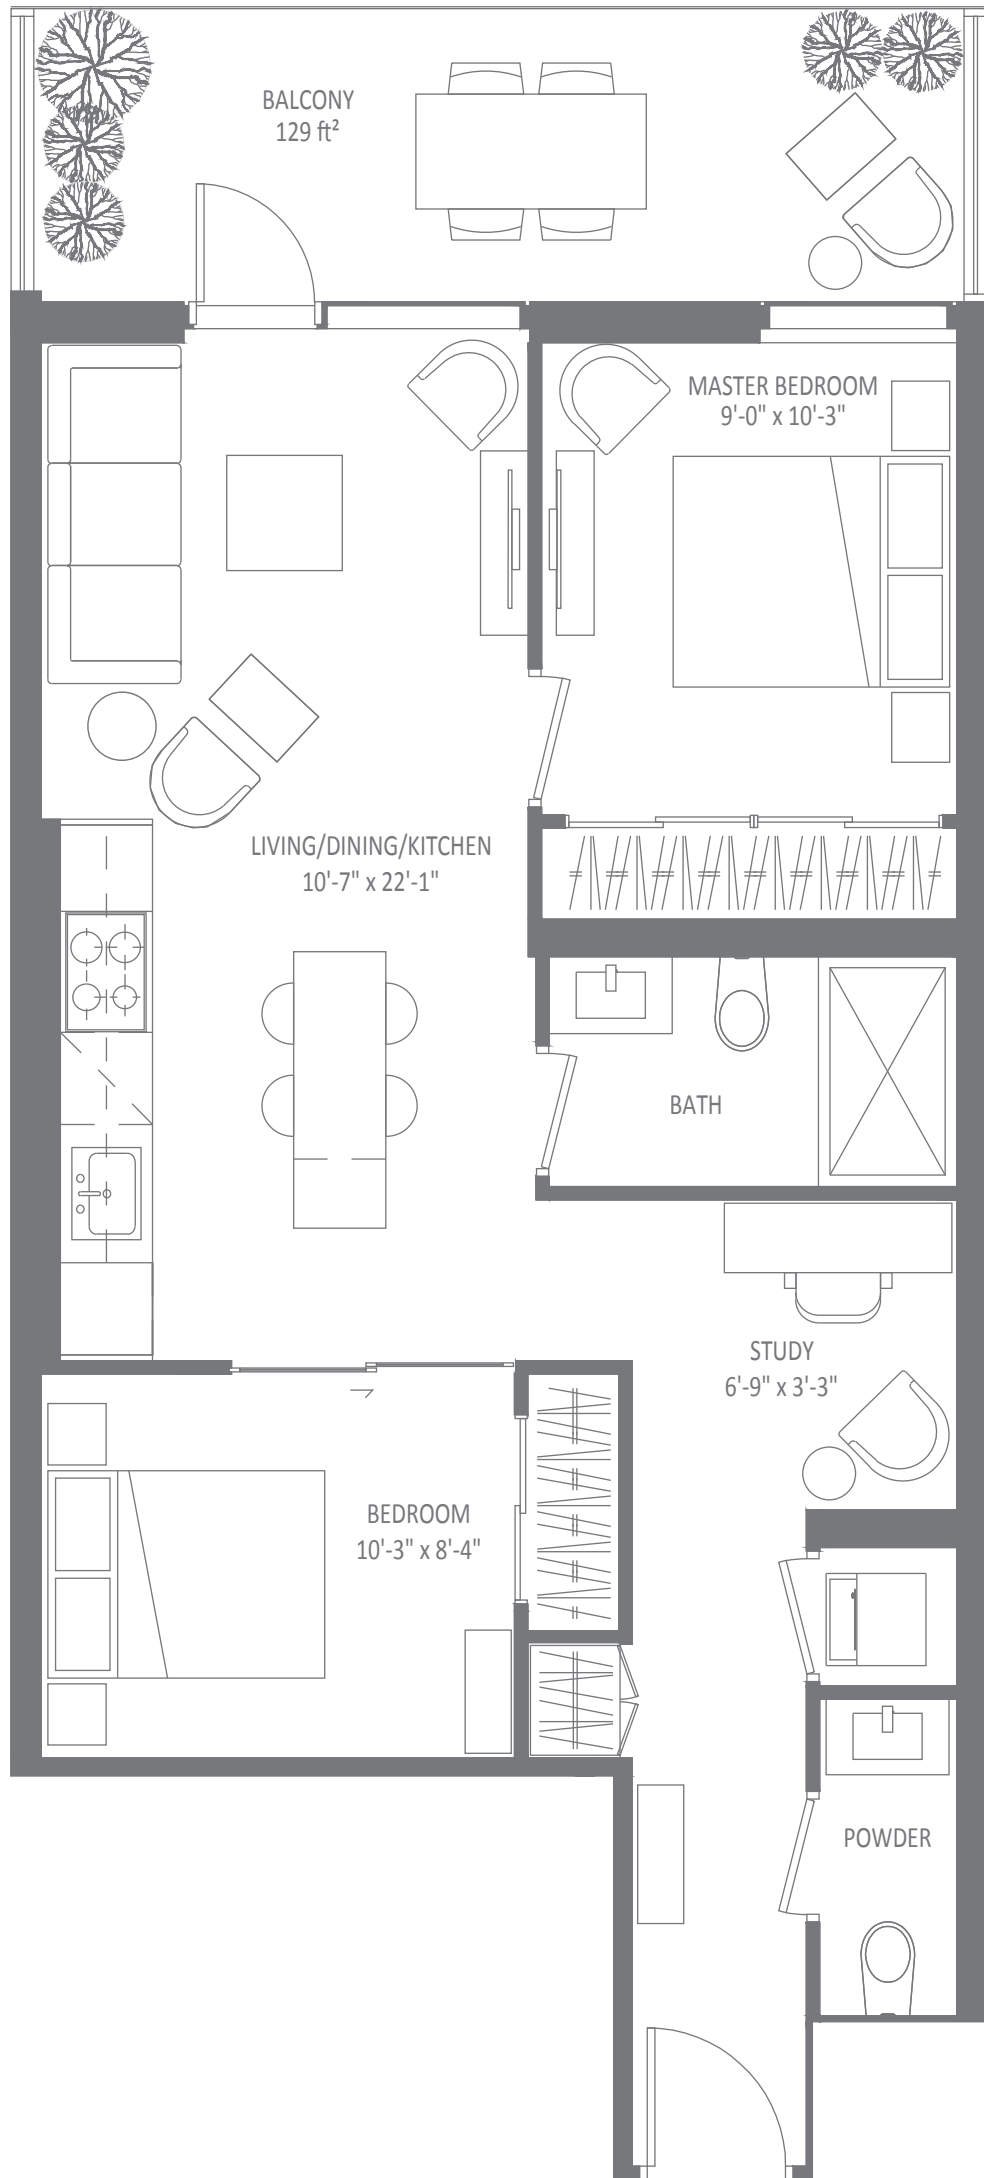 BALCONY
129 ft²
MASTER BEDROOM
9'-0" x 10'-3"
LIVING/DINING/KITCHEN
10'-7" x 22'-1"
BATH
STUDY
6'-9" x 3'-3"
BEDROOM
10'-3" x 8'-4"
POWDER